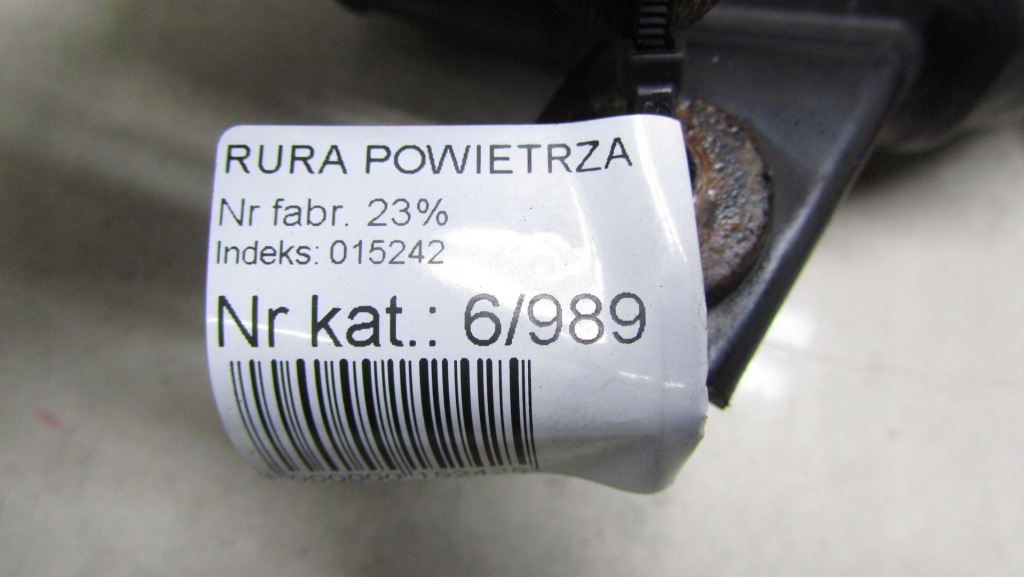 RURA POWIETRZA
Nr fabr. 23%
Indeks: 015242
Nr kat.: 6/989